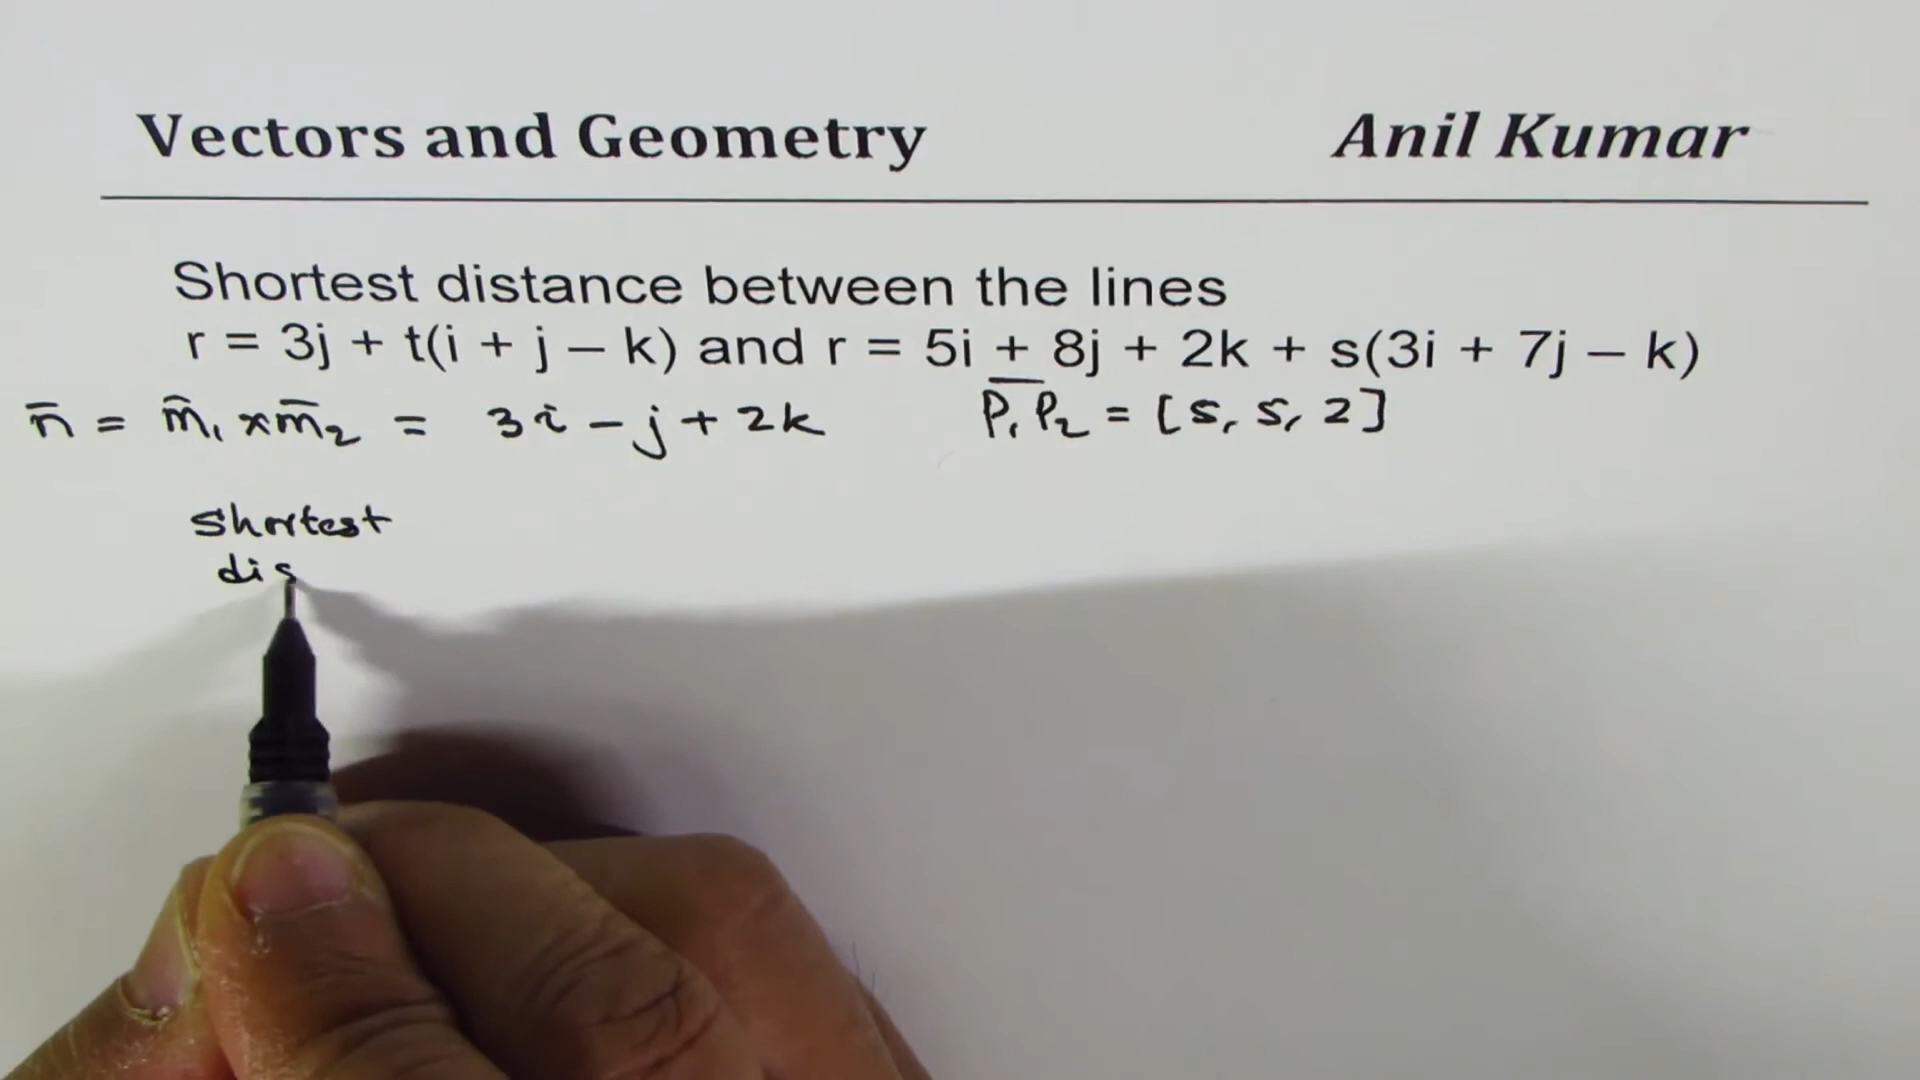 Vectors and Geometry Anil Kumar
Shortest distance between the lines
r = 3j + t(i + j – k) and r = 5i + 8j + 2k + s(3i + 7j – k)
n̄ = m̄₁ × m̄₂ = 3i - j + 2k P₁P₂ = [5, 5, 2]
Shortest
dis